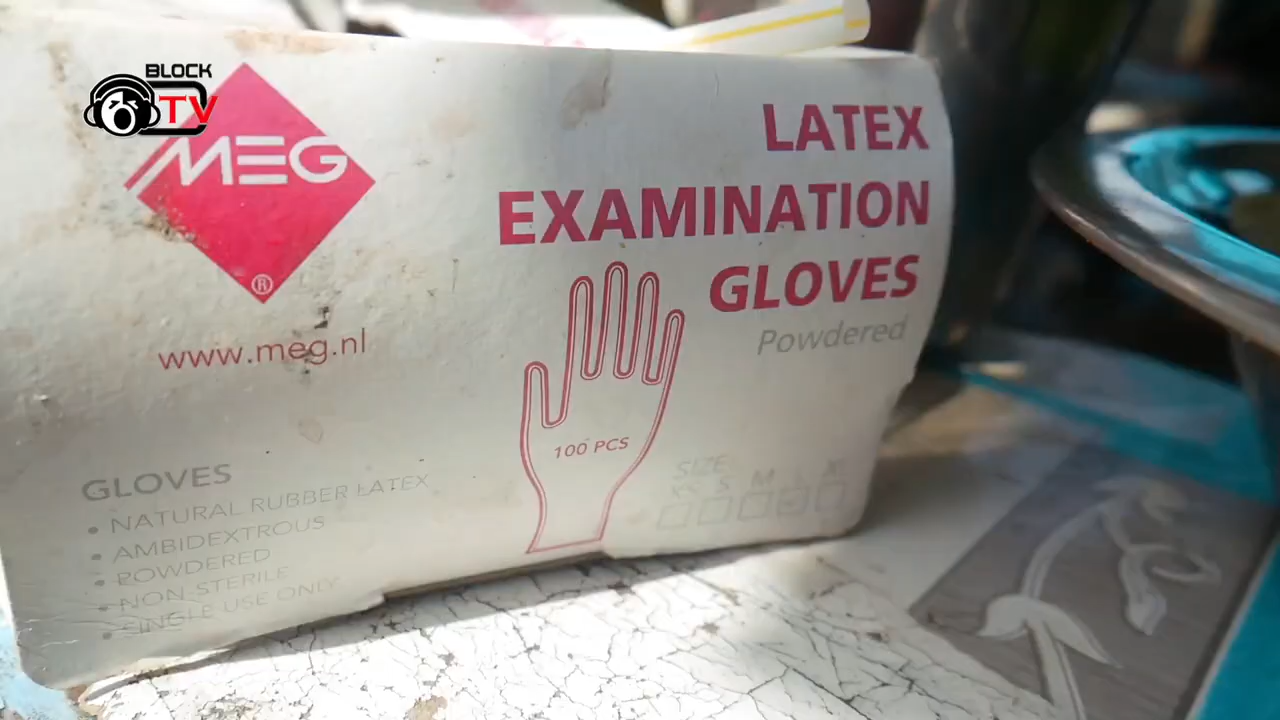 BLOCK
TV
MEG
®
www.meg.nl
LATEX
EXAMINATION
GLOVES
Powdered
100 PCS
GLOVES
• NATURAL RUBBER LATEX
• AMBIDEXTROUS
• POWDERED
• NON-STERILE
• SINGLE USE ONLY
SIZE
XS S M L